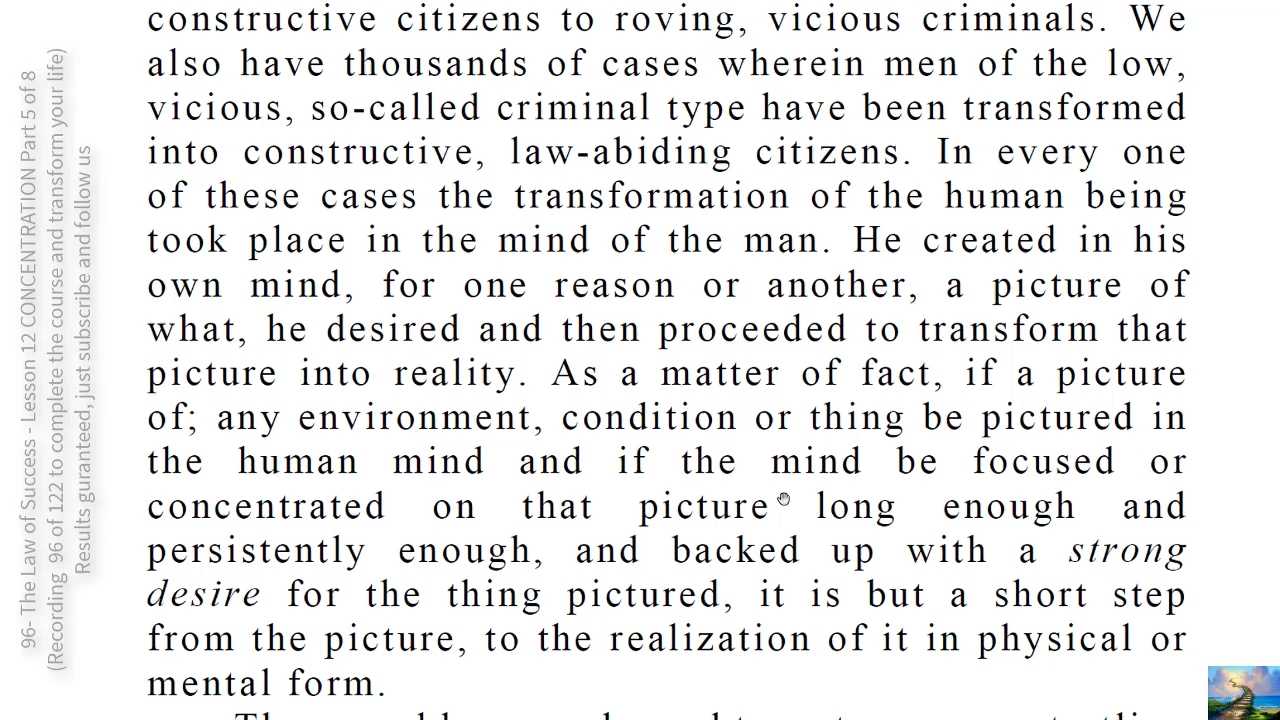 constructive citizens to roving, vicious criminals. We
also have thousands of cases wherein men of the low,
vicious, so-called criminal type have been transformed
into constructive, law-abiding citizens. In every one
of these cases the transformation of the human being
took place in the mind of the man. He created in his
own mind, for one reason or another, a picture of
what, he desired and then proceeded to transform that
picture into reality. As a matter of fact, if a picture
of; any environment, condition or thing be pictured in
the human mind and if the mind be focused or
concentrated on that picture long enough and
persistently enough, and backed up with a strong
desire for the thing pictured, it is but a short step
from the picture, to the realization of it in physical or
mental form.
96- The Law of Success - Lesson 12 CONCENTRATION Part 5 of 8
(Recording 96 of 122 to complete the course and transform your life)
Results guranteed, just subscribe and follow us